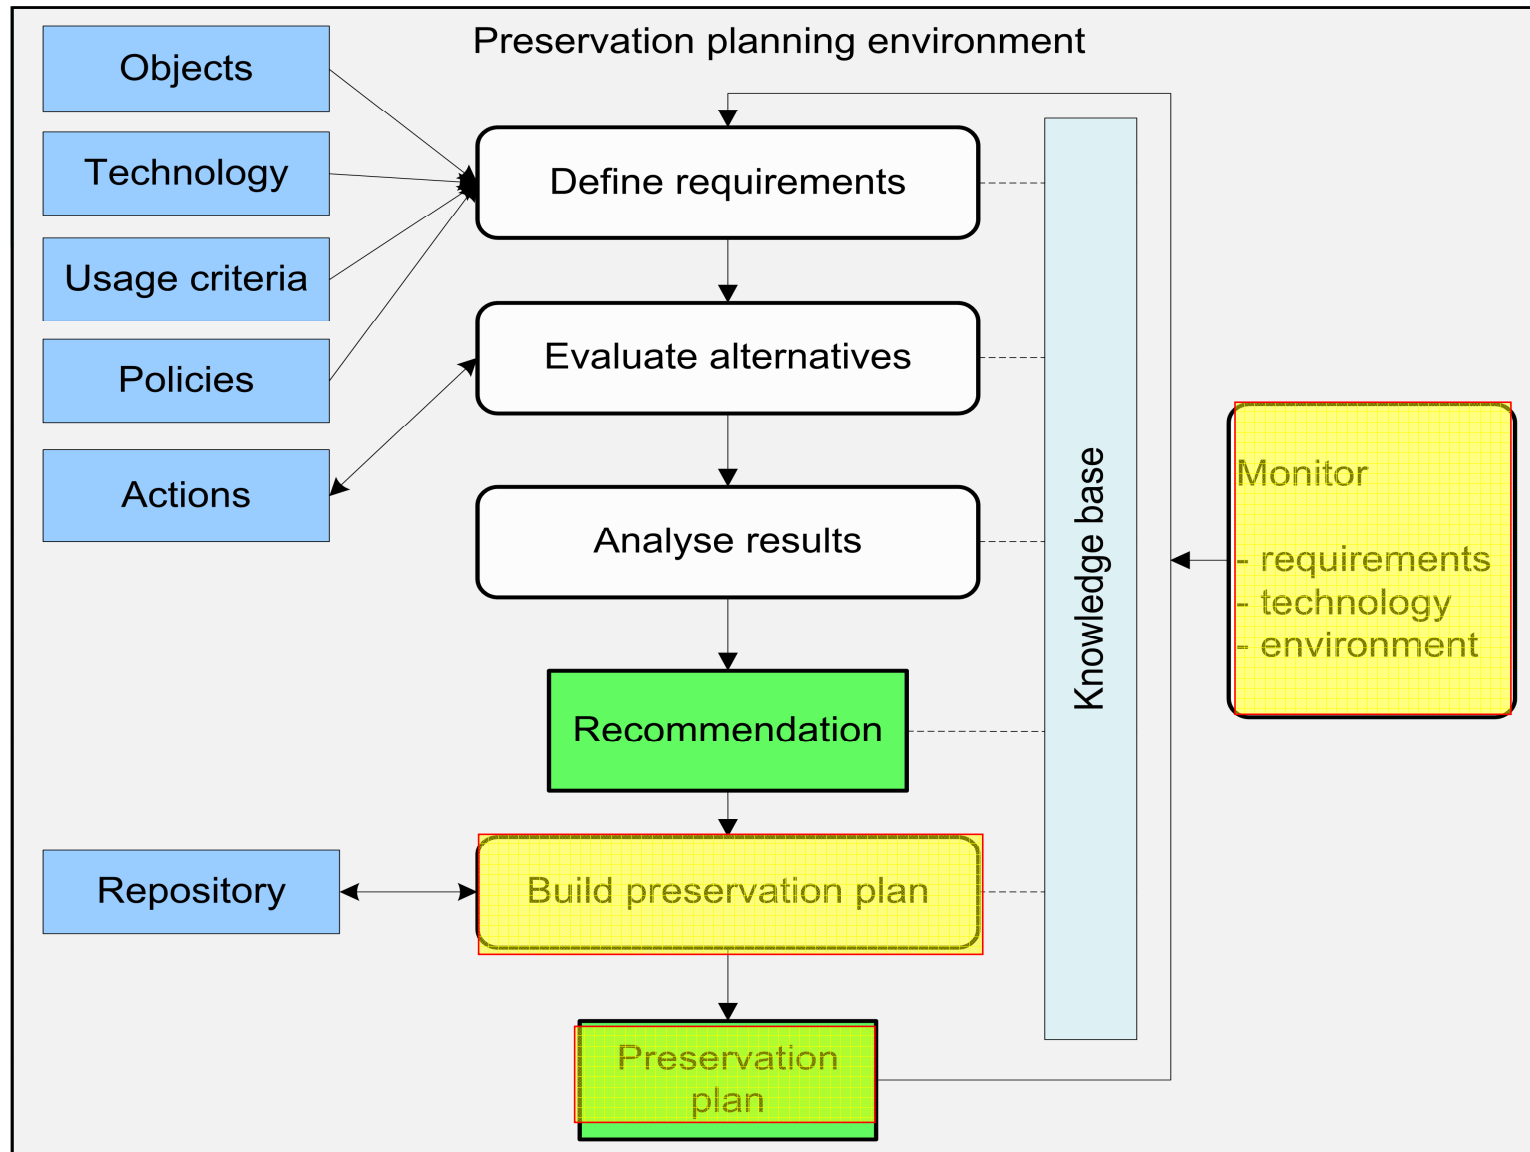 Preservation planning environment
Objects
Technology
Usage criteria
Policies
Actions
Repository
Define requirements
Evaluate alternatives
Analyse results
Recommendation
Build preservation plan
Preservation
plan
Knowledge base
Monitor
- requirements
- technology
- environment